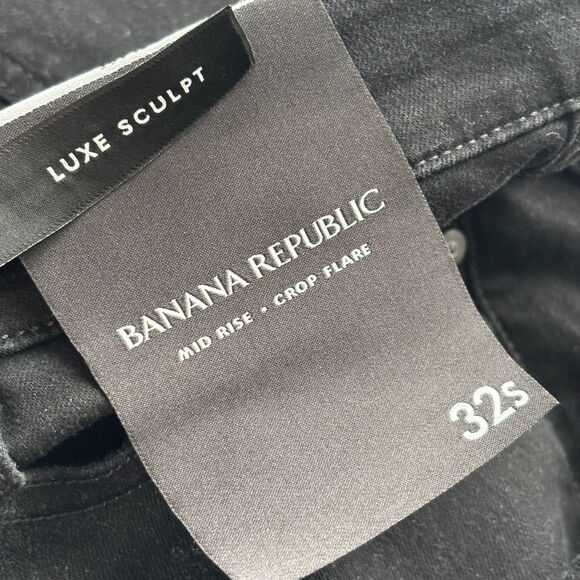 LUXE SCULPT
BANANA REPUBLIC
MID RISE • CROP FLARE
32s